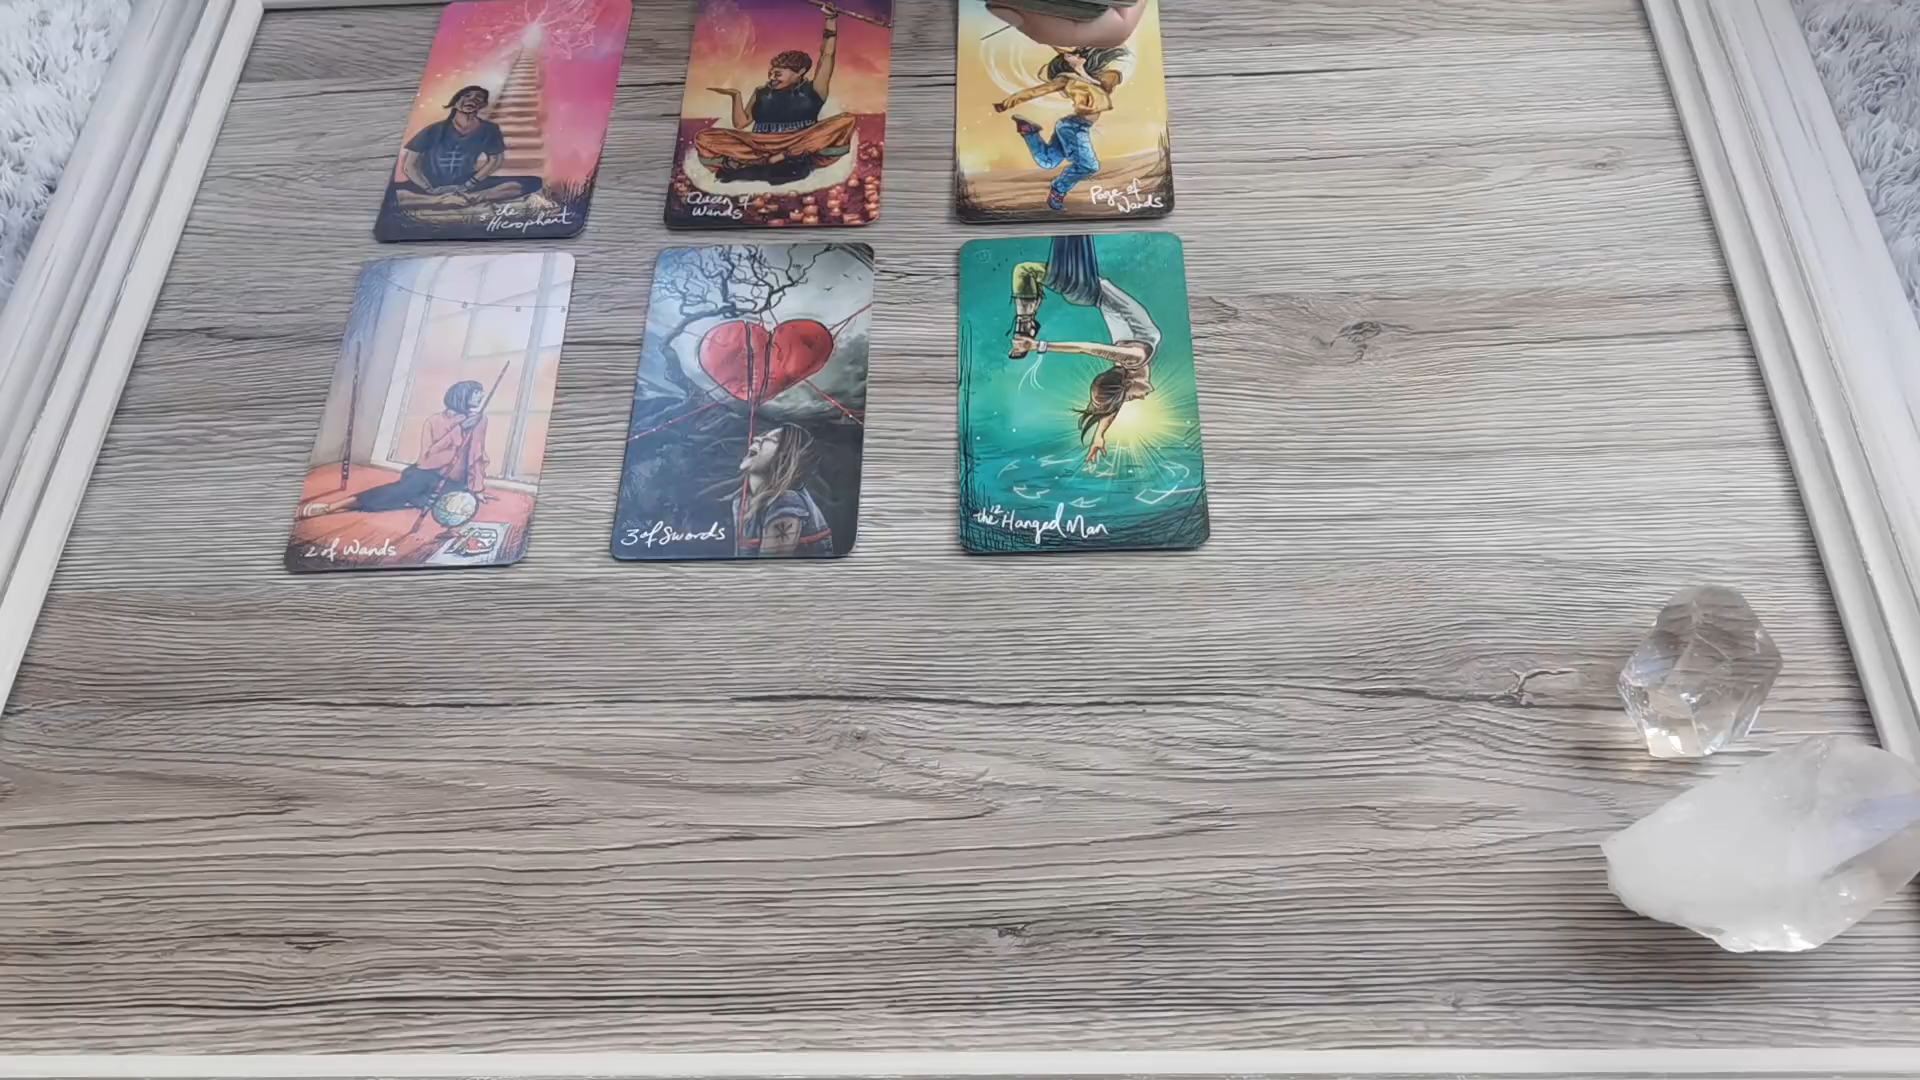 5 the
Hierophant
Queen of
Wands
Page of
Wands
2 of Wands
3 of Swords
12
the Hanged Man